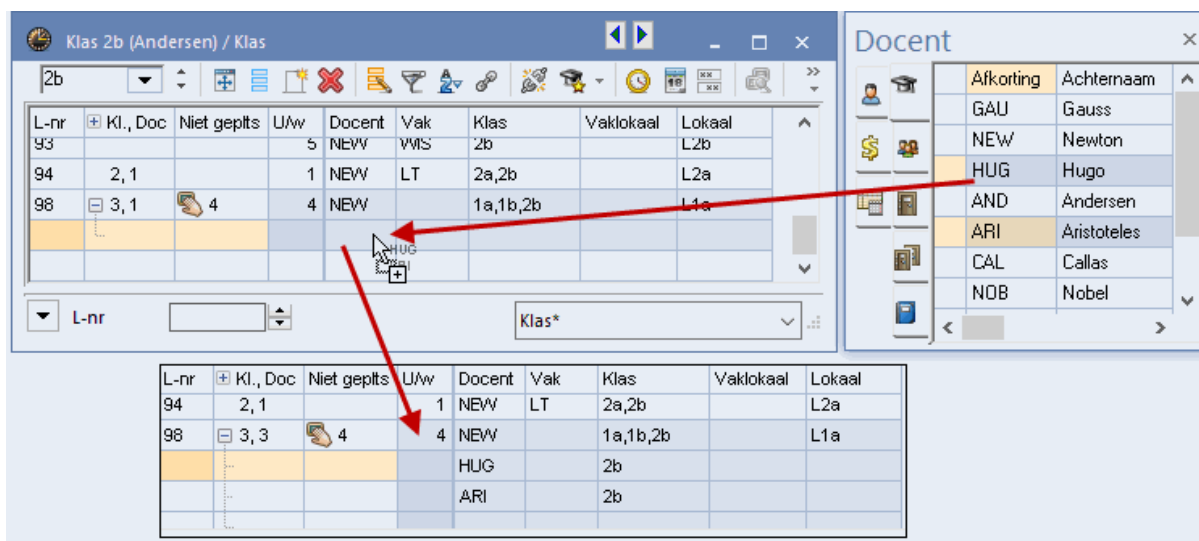 Klas 2b (Andersen) / Klas
2b
L-nr Kl., Doc Niet geplts U/w Docent Vak Klas Vaklokaal Lokaal
93 5 NEW WIS 2b L2b
94 2, 1 1 NEW LT 2a,2b L2a
98 3, 1 4 4 NEW 1a,1b,2b L1a
HUG
L-nr Klas*
Docent
Afkorting Achternaam
GAU Gauss
NEW Newton
HUG Hugo
AND Andersen
ARI Aristoteles
CAL Callas
NOB Nobel
L-nr Kl., Doc Niet geplts U/w Docent Vak Klas Vaklokaal Lokaal
94 2, 1 1 NEW LT 2a,2b L2a
98 3, 3 4 4 NEW 1a,1b,2b L1a
HUG 2b
ARI 2b